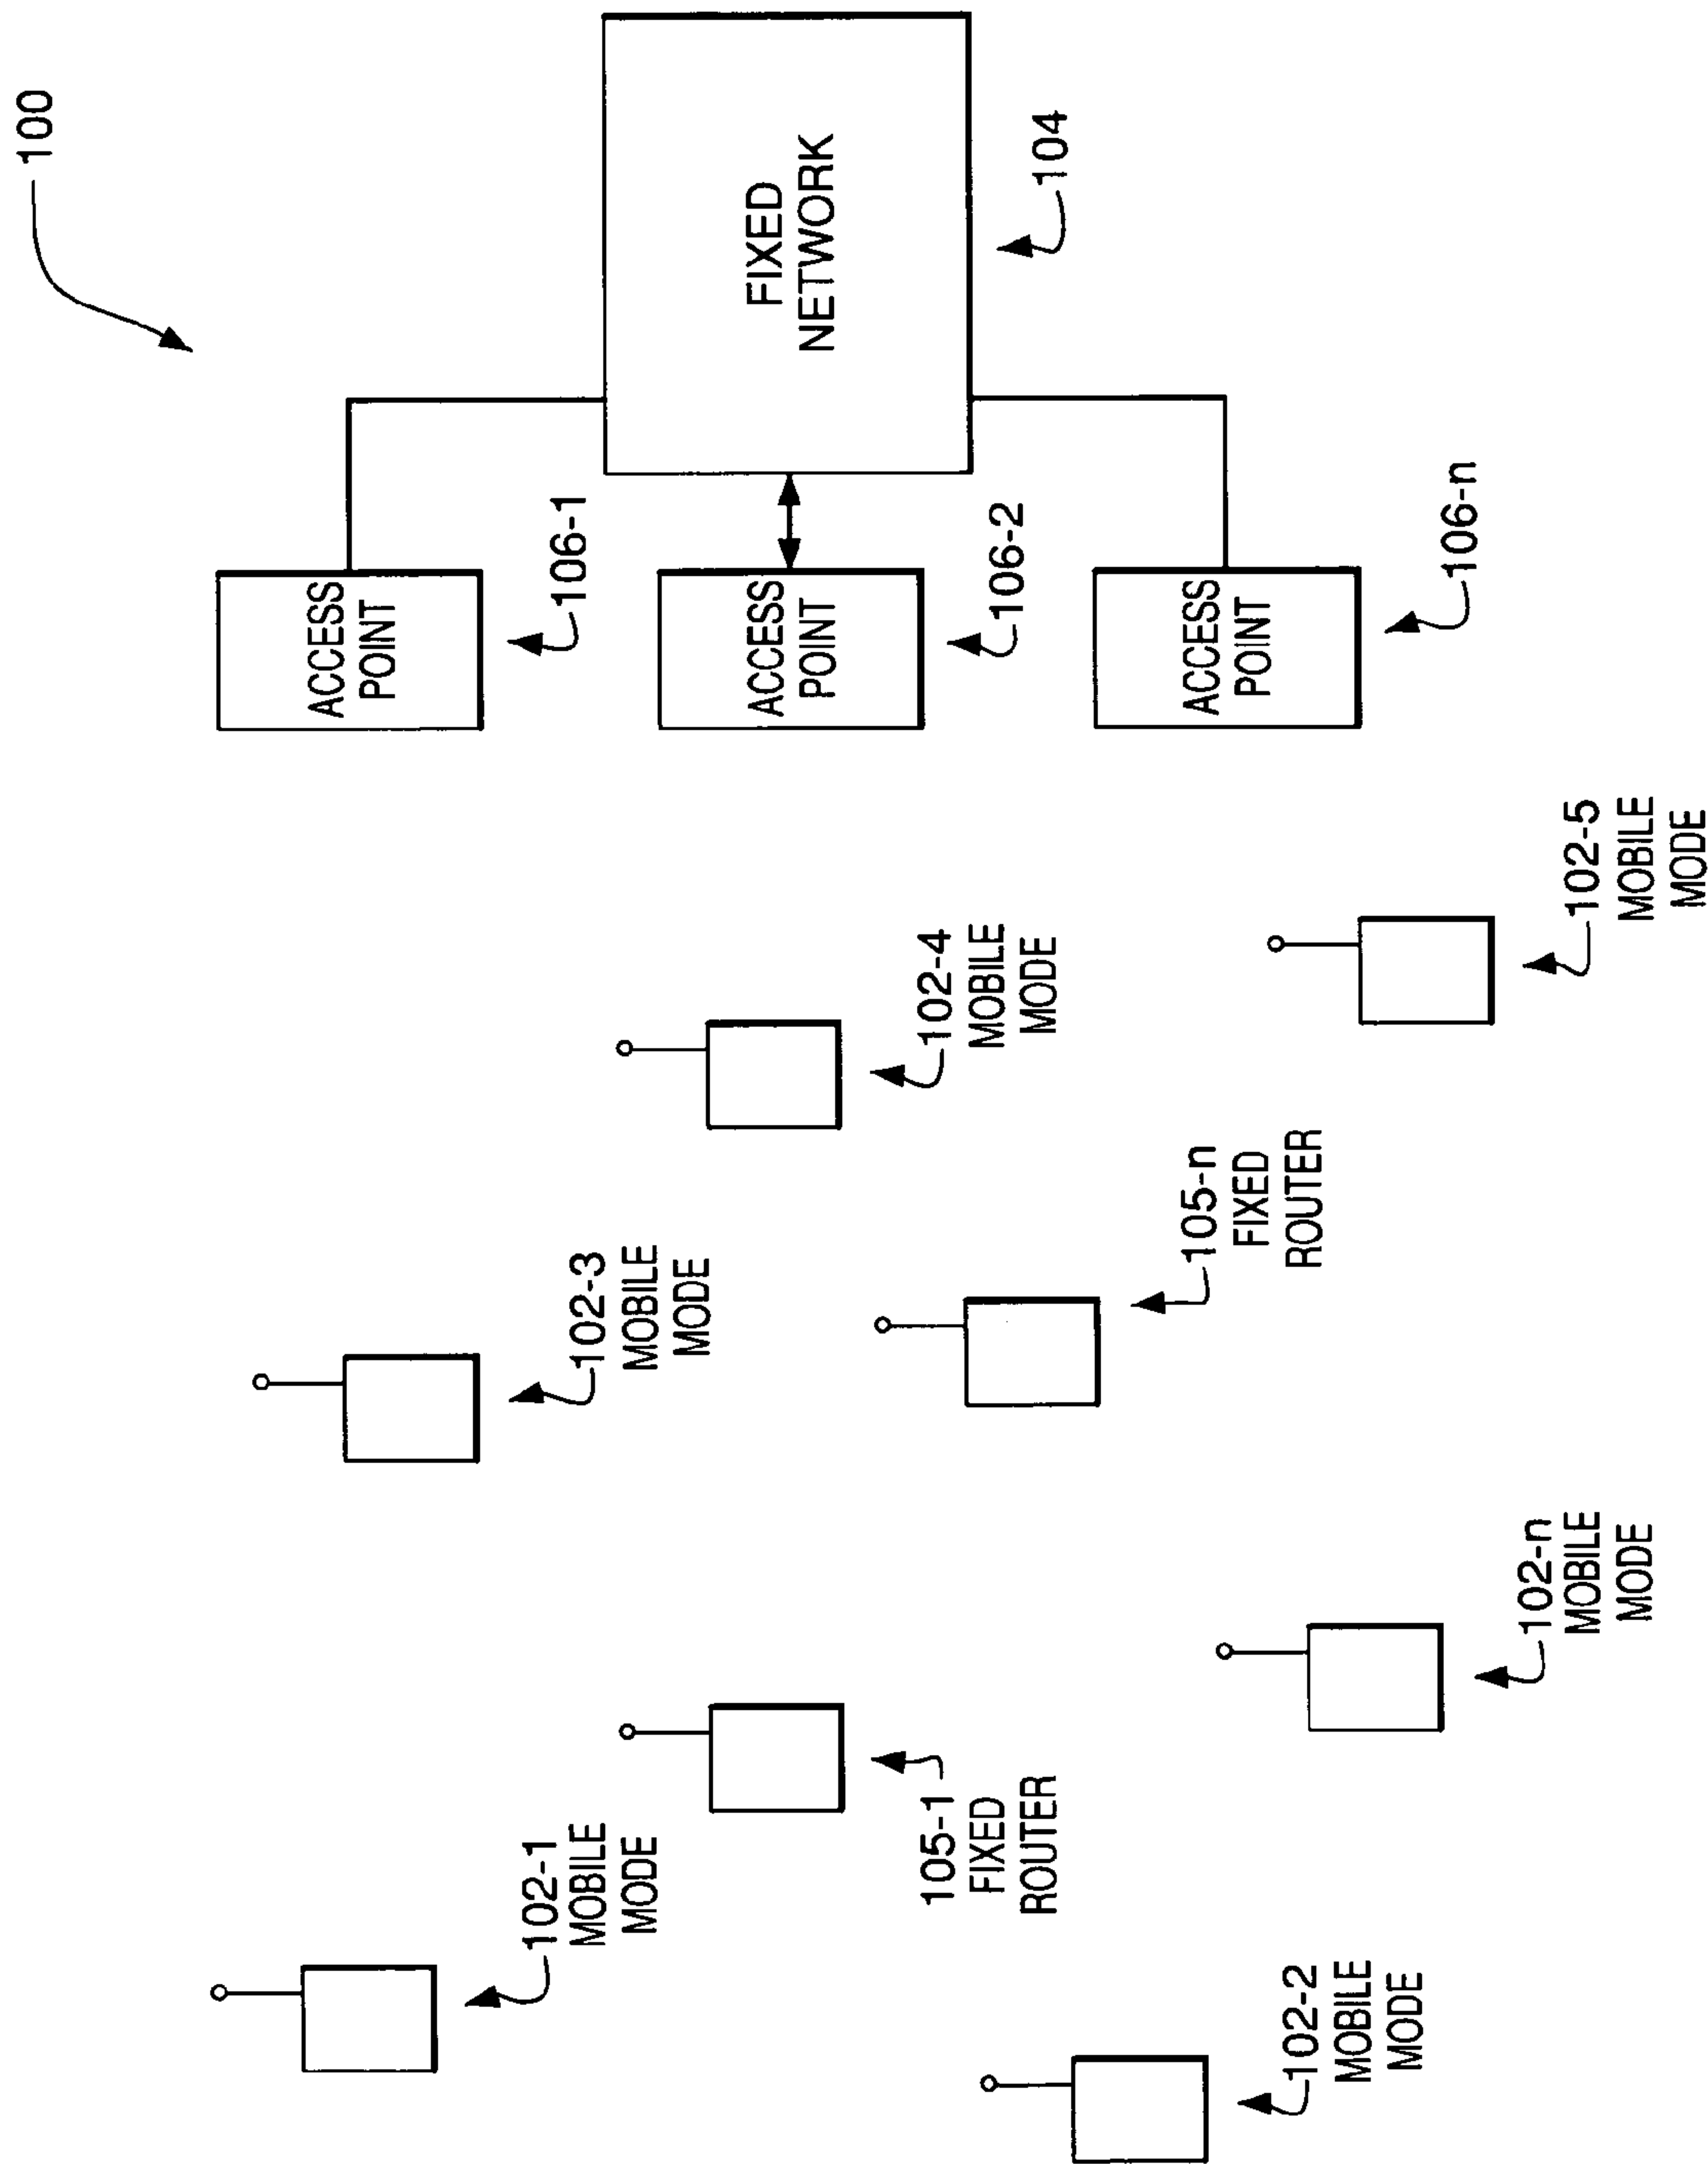 100
102-1
MOBILE
MODE
102-3
MOBILE
MODE
ACCESS
POINT
106-1
105-1
FIXED
ROUTER
102-4
MOBILE
MODE
ACCESS
POINT
106-2
FIXED
NETWORK
104
105-n
FIXED
ROUTER
102-2
MOBILE
MODE
102-n
MOBILE
MODE
102-5
MOBILE
MODE
ACCESS
POINT
106-n